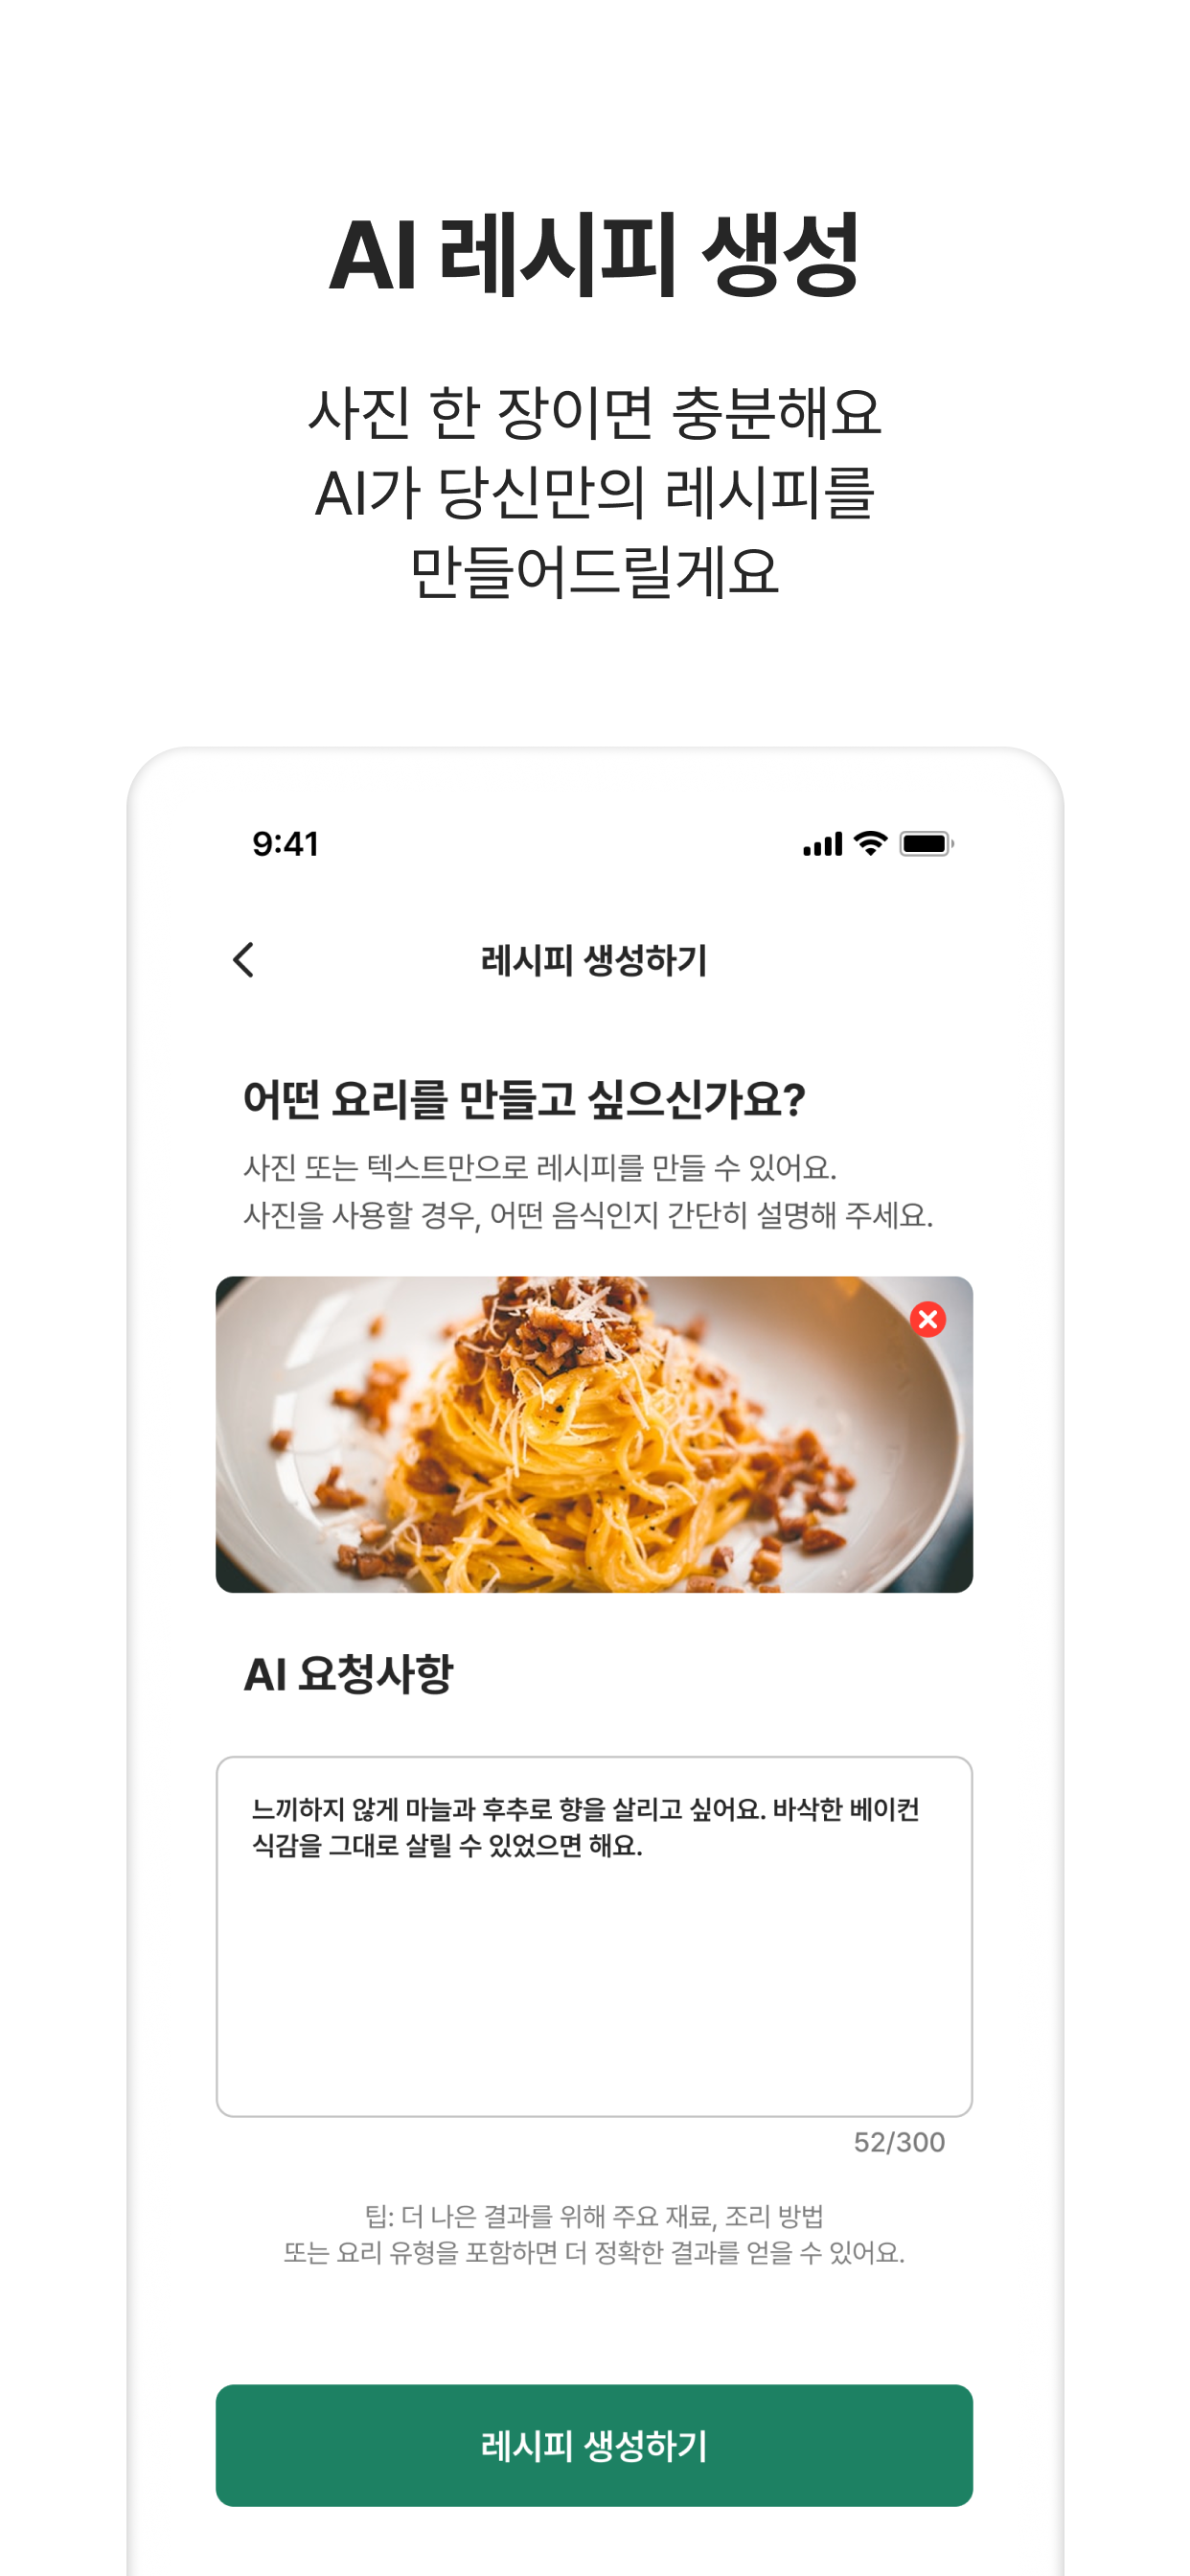 AI 레시피 생성
사진 한 장이면 충분해요
AI가 당신만의 레시피를
만들어드릴게요
9:41
레시피 생성하기
어떤 요리를 만들고 싶으신가요?
사진 또는 텍스트만으로 레시피를 만들 수 있어요.
사진을 사용할 경우, 어떤 음식인지 간단히 설명해 주세요.
AI 요청사항
느끼하지 않게 마늘과 후추로 향을 살리고 싶어요. 바삭한 베이컨
식감을 그대로 살릴 수 있었으면 해요.
52/300
팁: 더 나은 결과를 위해 주요 재료, 조리 방법
또는 요리 유형을 포함하면 더 정확한 결과를 얻을 수 있어요.
레시피 생성하기